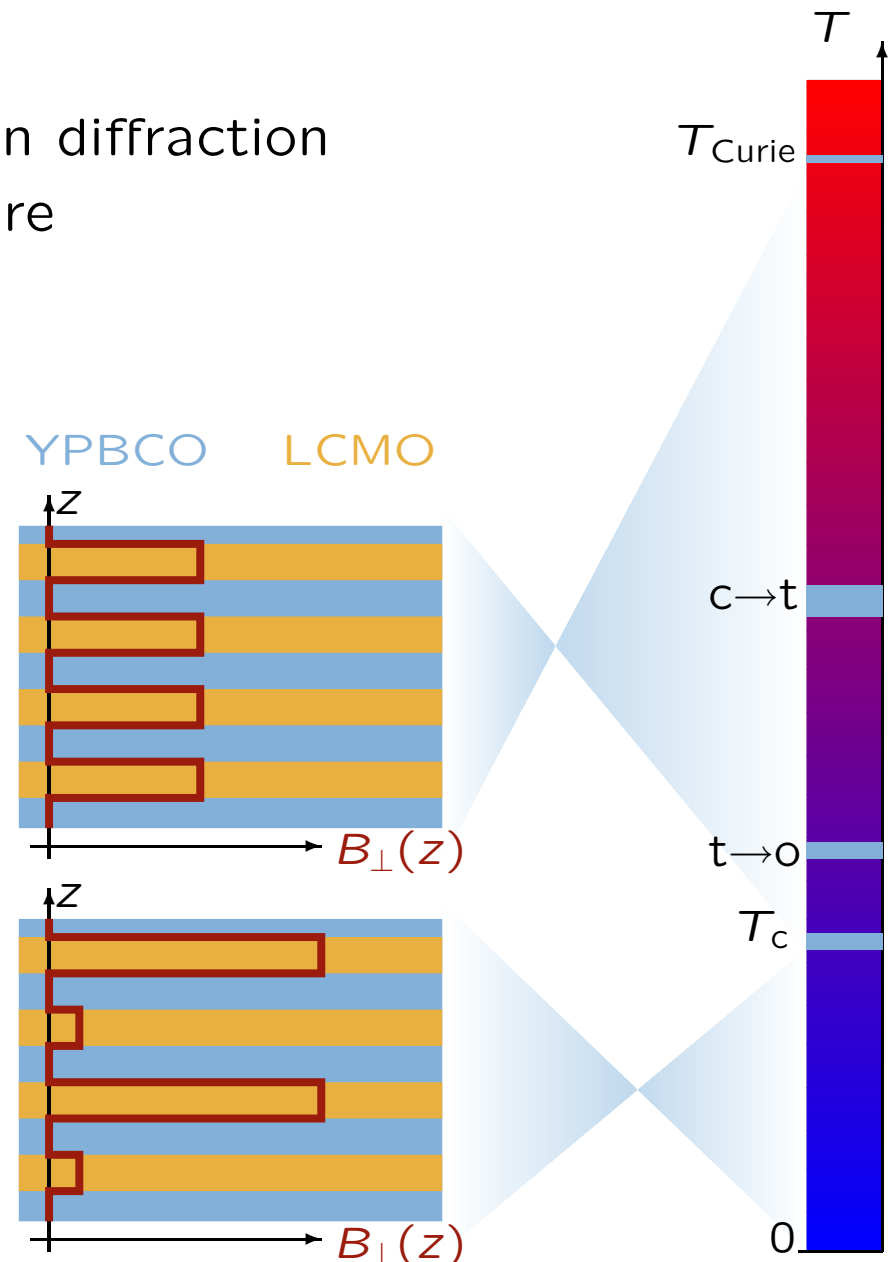 T
n diffraction
T_Curie
re
YPBCO LCMO
z
c→t
B⊥(z)
t→o
z
T_c
0
B⊥(z)